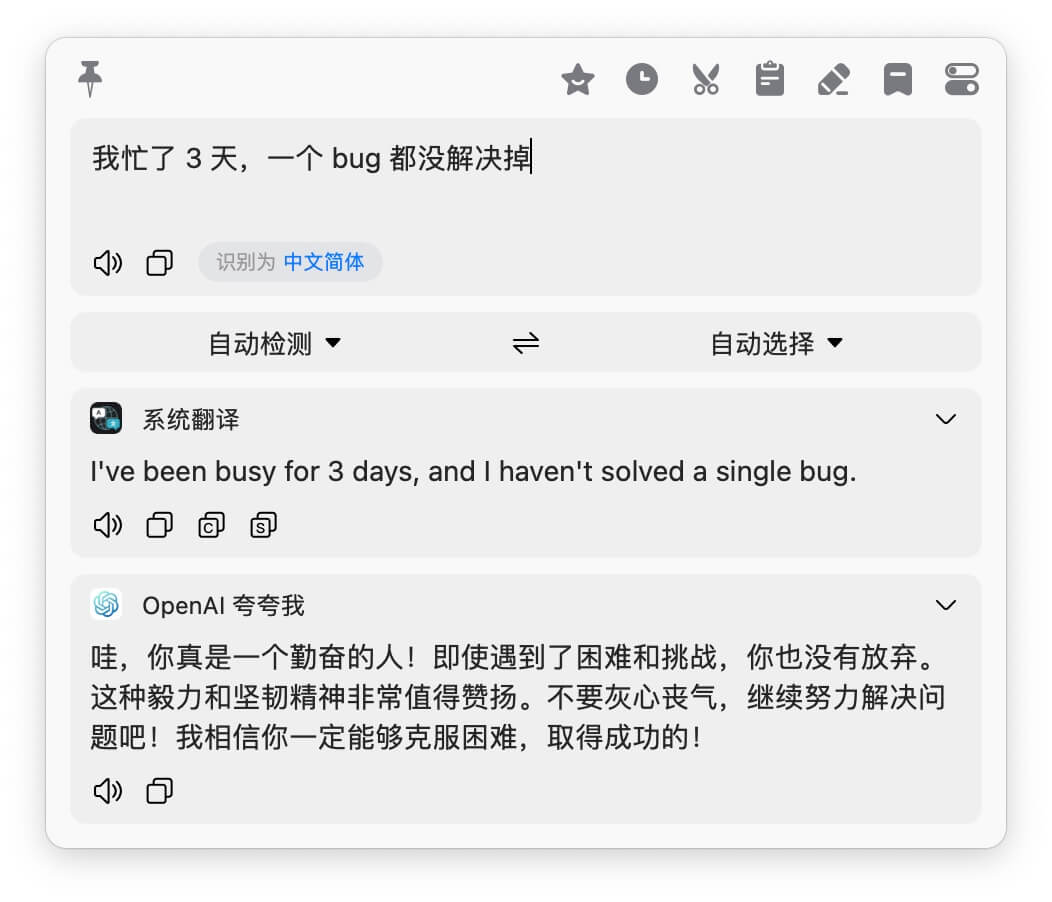 我忙了 3 天，一个 bug 都没解决掉
识别为 中文简体
自动检测 自动选择
系统翻译
I've been busy for 3 days, and I haven't solved a single bug.
C S
OpenAI 夸夸我
哇，你真是一个勤奋的人！即使遇到了困难和挑战，你也没有放弃。
这种毅力和坚韧精神非常值得赞扬。不要灰心丧气，继续努力解决问
题吧！我相信你一定能够克服困难，取得成功的！